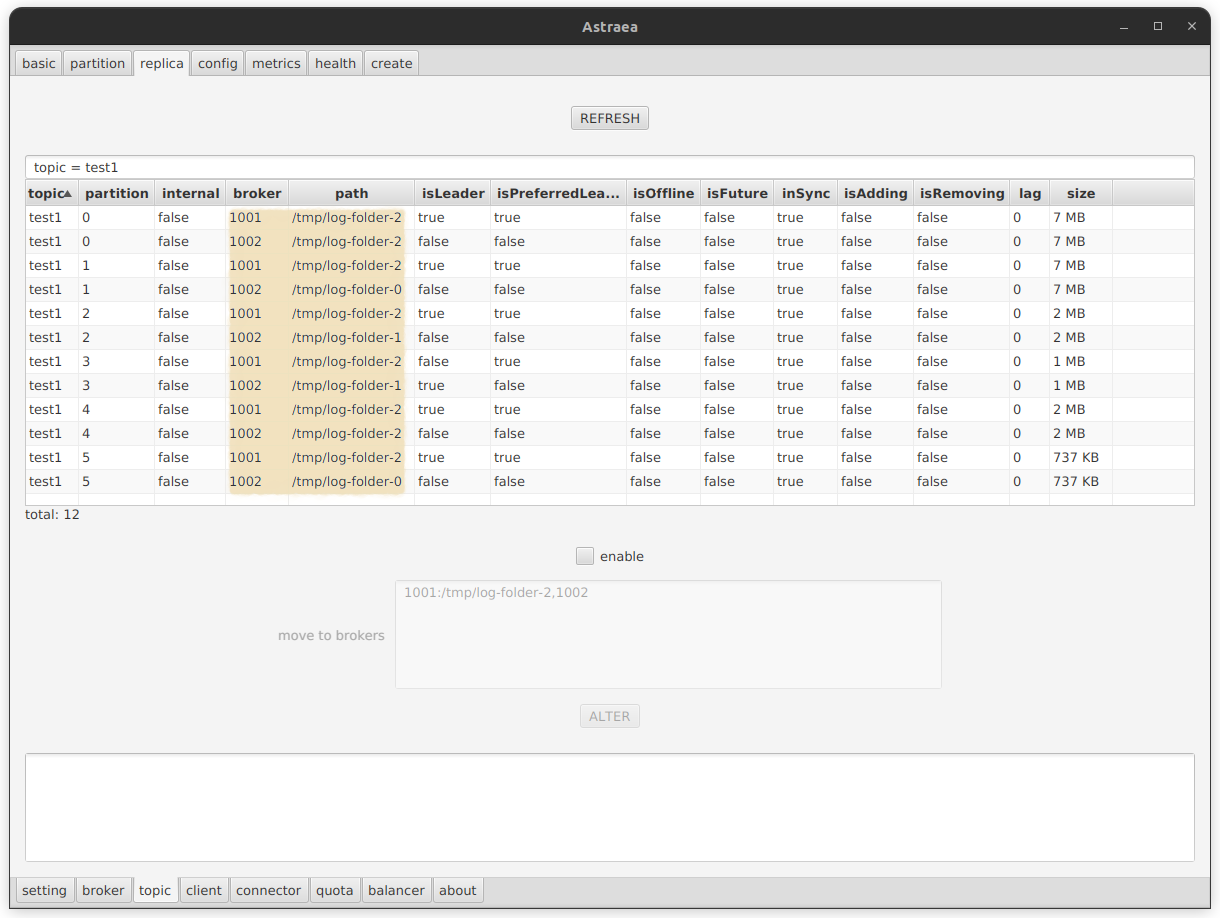 Astraea
basic partition replica config metrics health create
REFRESH
topic = test1
topic partition internal broker path isLeader isPreferredLea... isOffline isFuture inSync isAdding isRemoving lag size
test1 0 false 1001 /tmp/log-folder-2 true true false false true false false 0 7 MB
test1 0 false 1002 /tmp/log-folder-2 false false false false true false false 0 7 MB
test1 1 false 1001 /tmp/log-folder-2 true true false false true false false 0 7 MB
test1 1 false 1002 /tmp/log-folder-0 false false false false true false false 0 7 MB
test1 2 false 1001 /tmp/log-folder-2 true true false false true false false 0 2 MB
test1 2 false 1002 /tmp/log-folder-1 false false false false true false false 0 2 MB
test1 3 false 1001 /tmp/log-folder-2 false true false false true false false 0 1 MB
test1 3 false 1002 /tmp/log-folder-1 true false false false true false false 0 1 MB
test1 4 false 1001 /tmp/log-folder-2 true true false false true false false 0 2 MB
test1 4 false 1002 /tmp/log-folder-2 false false false false true false false 0 2 MB
test1 5 false 1001 /tmp/log-folder-2 true true false false true false false 0 737 KB
test1 5 false 1002 /tmp/log-folder-0 false false false false true false false 0 737 KB
total: 12
enable
1001:/tmp/log-folder-2,1002
move to brokers
ALTER
setting broker topic client connector quota balancer about